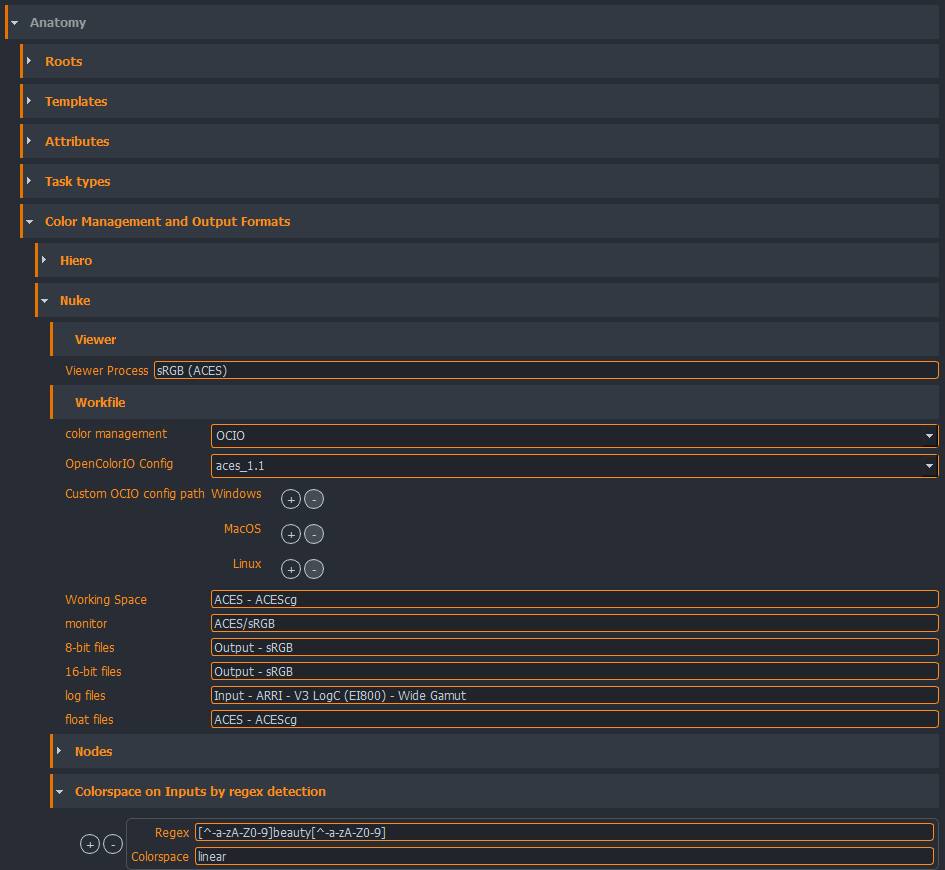 Anatomy
Roots
Templates
Attributes
Task types
Color Management and Output Formats
Hiero
Nuke
Viewer
Viewer Process sRGB (ACES)
Workfile
color management OCIO
OpenColorIO Config aces_1.1
Custom OCIO config path Windows + -
MacOS + -
Linux + -
Working Space ACES - ACEScg
monitor ACES/sRGB
8-bit files Output - sRGB
16-bit files Output - sRGB
log files Input - ARRI - V3 LogC (EI800) - Wide Gamut
float files ACES - ACEScg
Nodes
Colorspace on Inputs by regex detection
Regex [^-a-zA-Z0-9]beauty[^-a-zA-Z0-9]
+ - Colorspace linear